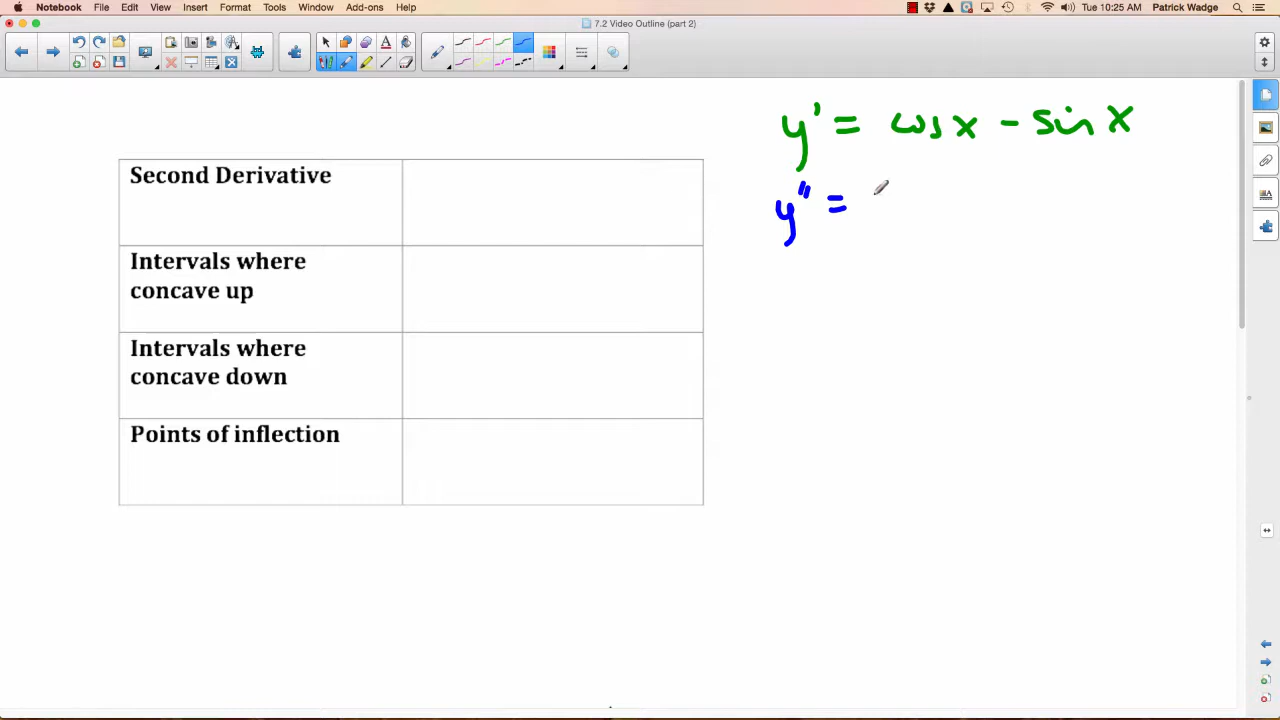 Notebook File Edit View Insert Format Tools Window Add-ons Help Tue 10:25 AM Patrick Wadge
7.2 Video Outline (part 2)
y' = cos x - sin x
Second Derivative
y" =
Intervals where
concave up
Intervals where
concave down
Points of inflection